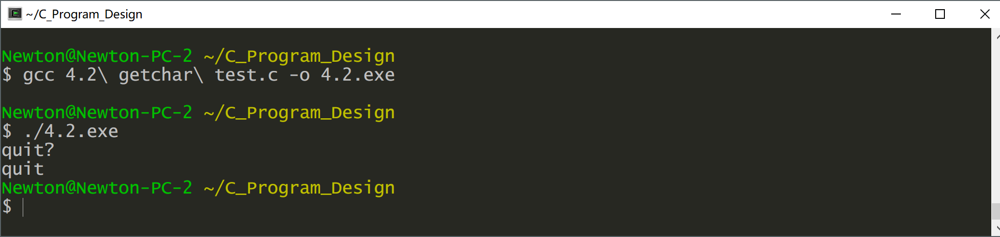 ~/C_Program_Design
Newton@Newton-PC-2 ~/C_Program_Design
$ gcc 4.2\ getchar\ test.c -o 4.2.exe
Newton@Newton-PC-2 ~/C_Program_Design
$ ./4.2.exe
quit?
quit
Newton@Newton-PC-2 ~/C_Program_Design
$